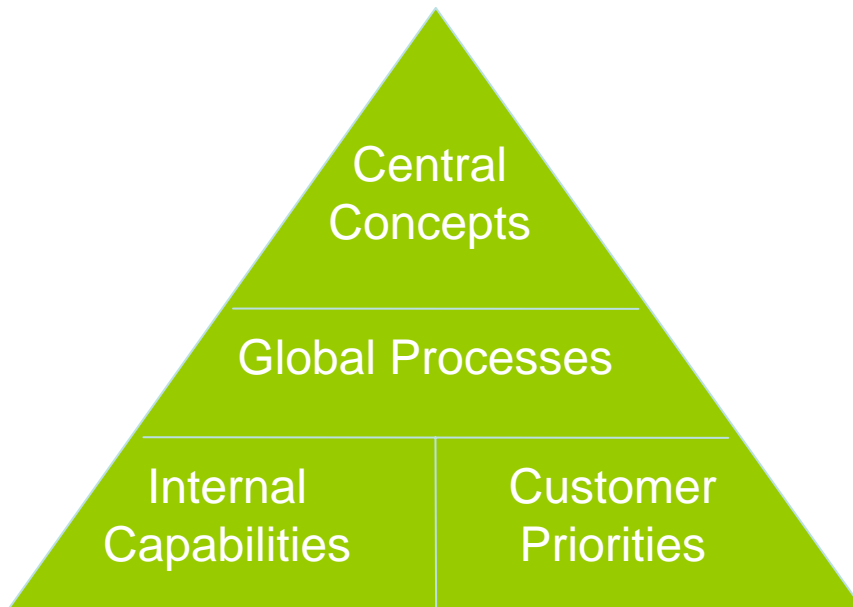 Central
Concepts
Global Processes
Internal
Capabilities
Customer
Priorities